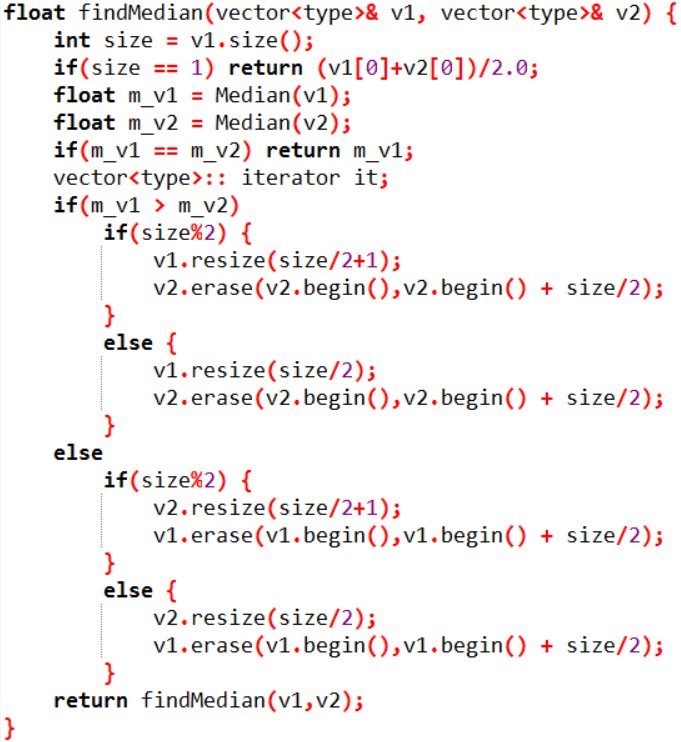 float findMedian(vector<type>& v1, vector<type>& v2) {
    int size = v1.size();
    if(size == 1) return (v1[0]+v2[0])/2.0;
    float m_v1 = Median(v1);
    float m_v2 = Median(v2);
    if(m_v1 == m_v2) return m_v1;
    vector<type>:: iterator it;
    if(m_v1 > m_v2)
        if(size%2) {
            v1.resize(size/2+1);
            v2.erase(v2.begin(),v2.begin() + size/2);
        }
        else {
            v1.resize(size/2);
            v2.erase(v2.begin(),v2.begin() + size/2);
        }
    else
        if(size%2) {
            v2.resize(size/2+1);
            v1.erase(v1.begin(),v1.begin() + size/2);
        }
        else {
            v2.resize(size/2);
            v1.erase(v1.begin(),v1.begin() + size/2);
        }
    return findMedian(v1,v2);
}